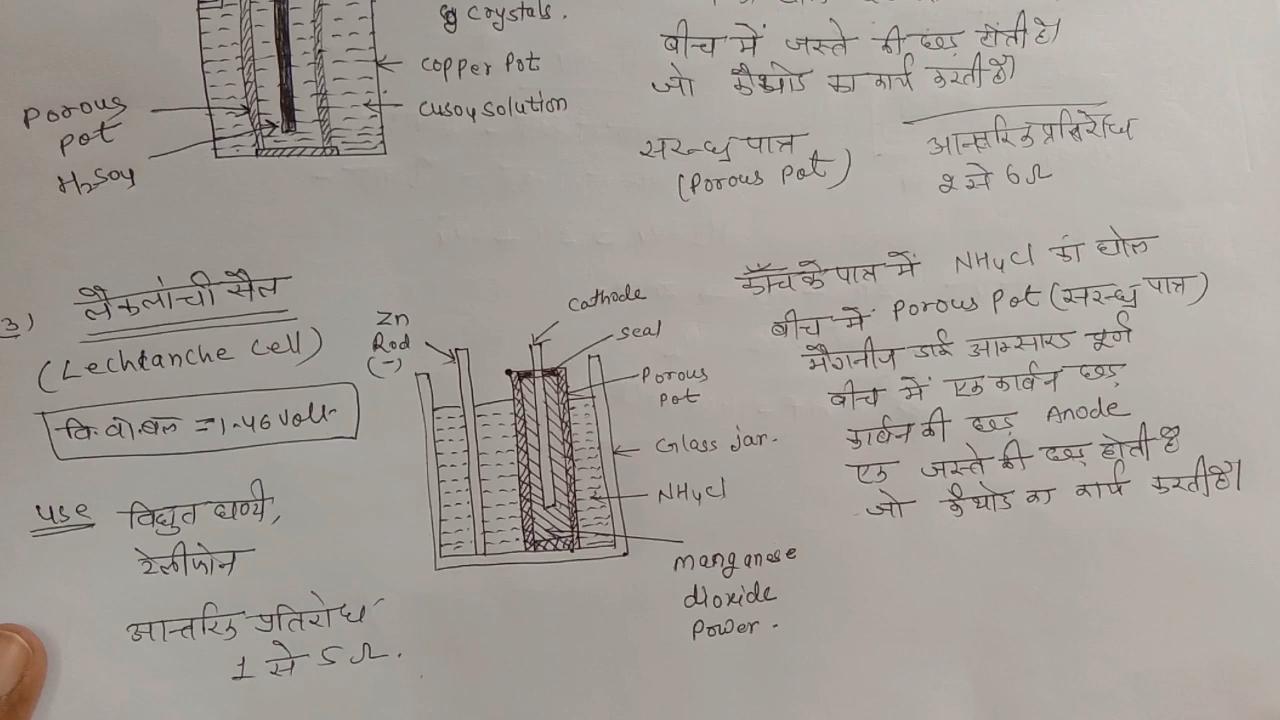 crystals.
copper pot
CuSO4 solution
Porous
pot
H2SO4
बीच में जस्ते की छड़ होती है।
जो कैथोड का कार्य करती है।
सरन्ध्र पात्र
(Porous pot)
आन्तरिक प्रतिरोध
2 से 6Ω
3)
लैकलांची सैल
(Lechlanche cell)
वि.वा.बल = 1.46 volt
use विद्युत घण्टी,
टेलीफोन
आन्तरिक प्रतिरोध
1 से 5Ω.
Zn
Rod
(-)
Cathode
seal
Porous
pot
Glass jar.
NH4Cl
Manganese
dioxide
Power.
काँच के पात्र में NH4Cl का घोल
बीच में Porous pot (सरन्ध्र पात्र)
मैगनीज डाई आक्साइड चूर्ण
बीच में एक कार्बन छड़
कार्बन की छड़ Anode
एक जस्ते की छड़ होती है
जो कैथोड का कार्य करती है।